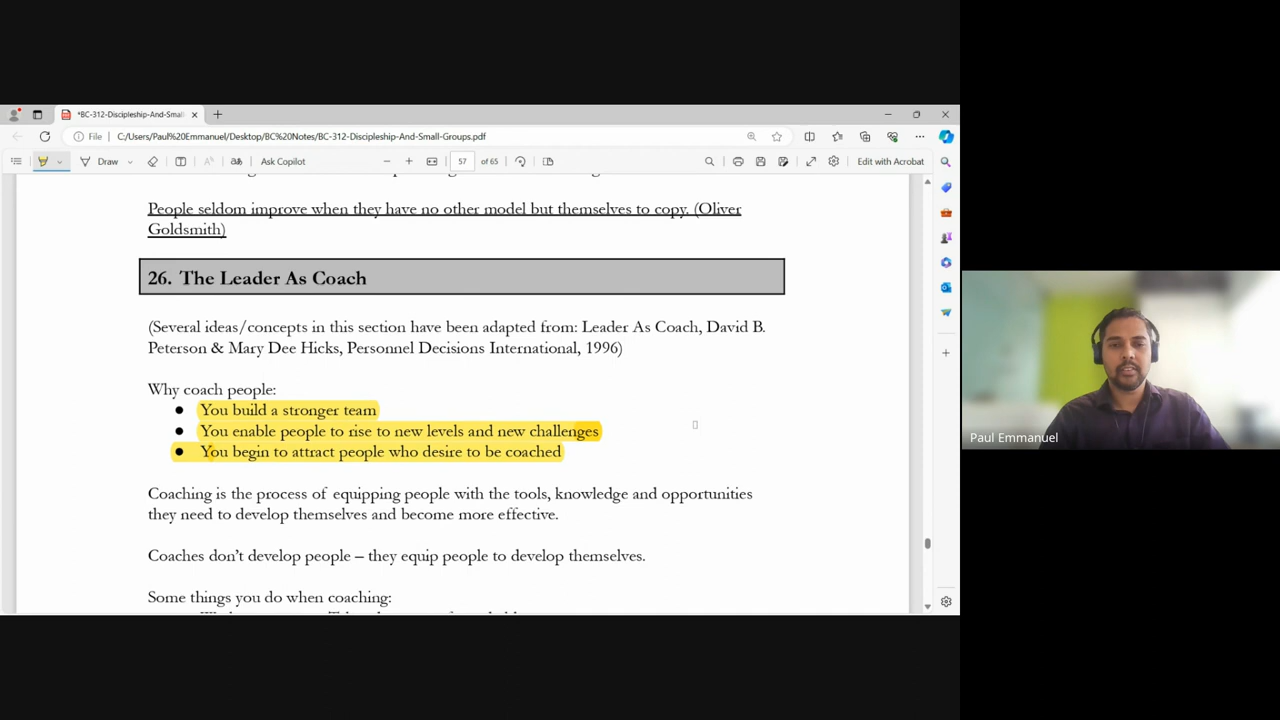 *BC-312-Discipleship-And-Small
File C:/Users/Paul%20Emmanuel/Desktop/BC%20Notes/BC-312-Discipleship-And-Small-Groups.pdf
Draw Ask Copilot 57 of 65 Edit with Acrobat
People seldom improve when they have no other model but themselves to copy. (Oliver
Goldsmith)
26. The Leader As Coach
(Several ideas/concepts in this section have been adapted from: Leader As Coach, David B.
Peterson & Mary Dee Hicks, Personnel Decisions International, 1996)
Why coach people:
● You build a stronger team
● You enable people to rise to new levels and new challenges
● You begin to attract people who desire to be coached
Coaching is the process of equipping people with the tools, knowledge and opportunities
they need to develop themselves and become more effective.
Coaches don’t develop people – they equip people to develop themselves.
Some things you do when coaching:
Paul Emmanuel